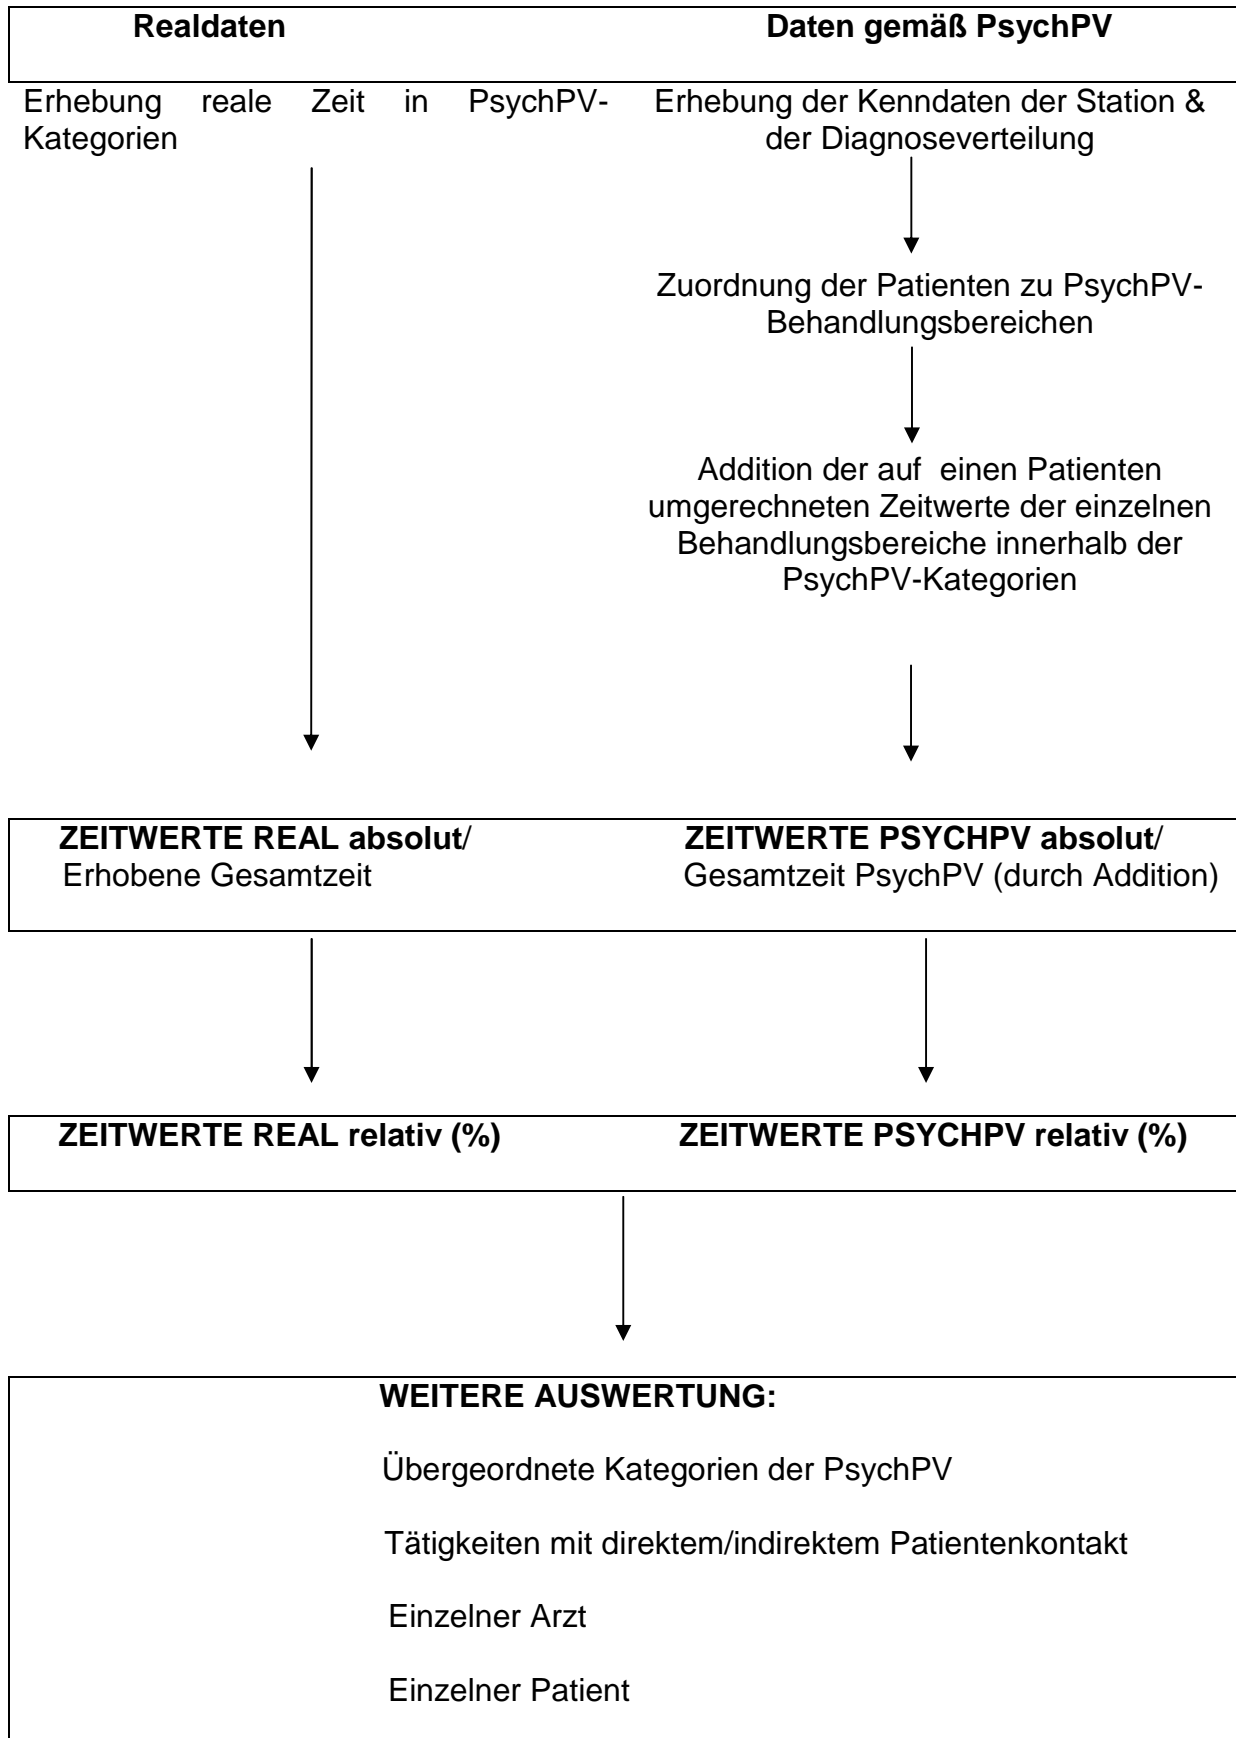 Realdaten
Daten gemäß PsychPV
Erhebung reale Zeit in PsychPV-
Kategorien
Erhebung der Kenndaten der Station &
der Diagnoseverteilung
Zuordnung der Patienten zu PsychPV-
Behandlungsbereichen
Addition der auf einen Patienten
umgerechneten Zeitwerte der einzelnen
Behandlungsbereiche innerhalb der
PsychPV-Kategorien
ZEITWERTE REAL absolut/
Erhobene Gesamtzeit
ZEITWERTE PSYCHPV absolut/
Gesamtzeit PsychPV (durch Addition)
ZEITWERTE REAL relativ (%)
ZEITWERTE PSYCHPV relativ (%)
WEITERE AUSWERTUNG:
Übergeordnete Kategorien der PsychPV
Tätigkeiten mit direktem/indirektem Patientenkontakt
Einzelner Arzt
Einzelner Patient